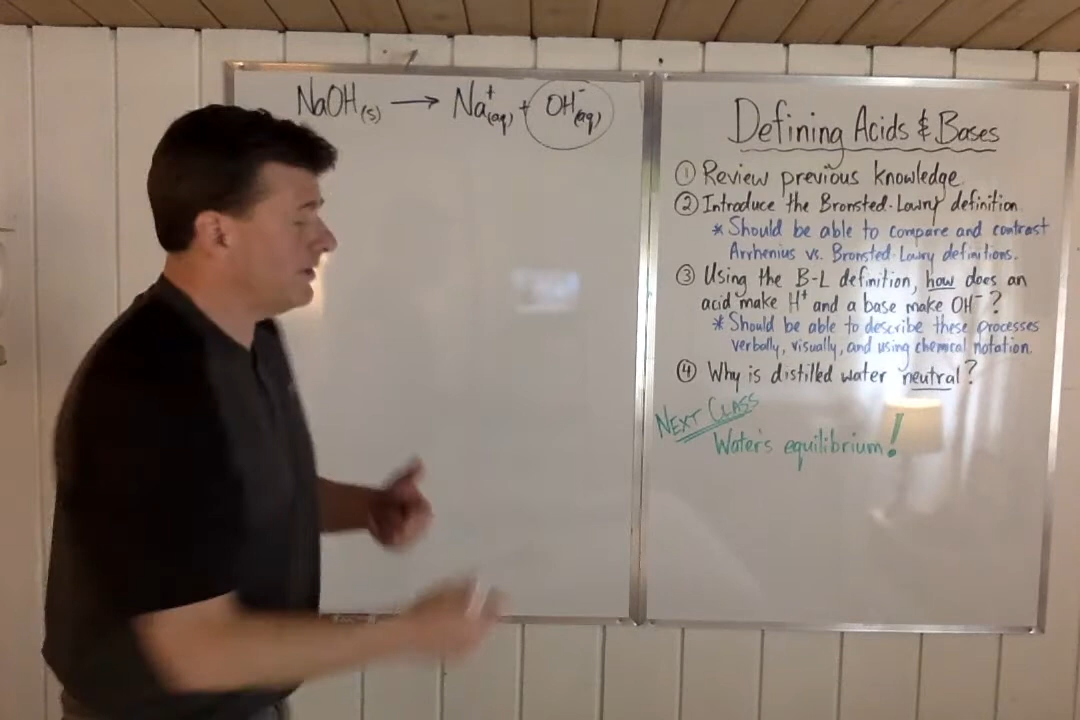 NaOH(s) → Na+(aq) + OH-(aq)
Defining Acids & Bases
① Review previous knowledge
② Introduce the Bronsted-Lowry definition.
* Should be able to compare and contrast
Arrhenius vs. Bronsted-Lowry definitions.
③ Using the B-L definition, how does an
acid make H+ and a base make OH-?
* Should be able to describe these processes
verbally, visually, and using chemical notation.
④ Why is distilled water neutral?
NEXT CLASS
Water's equilibrium!